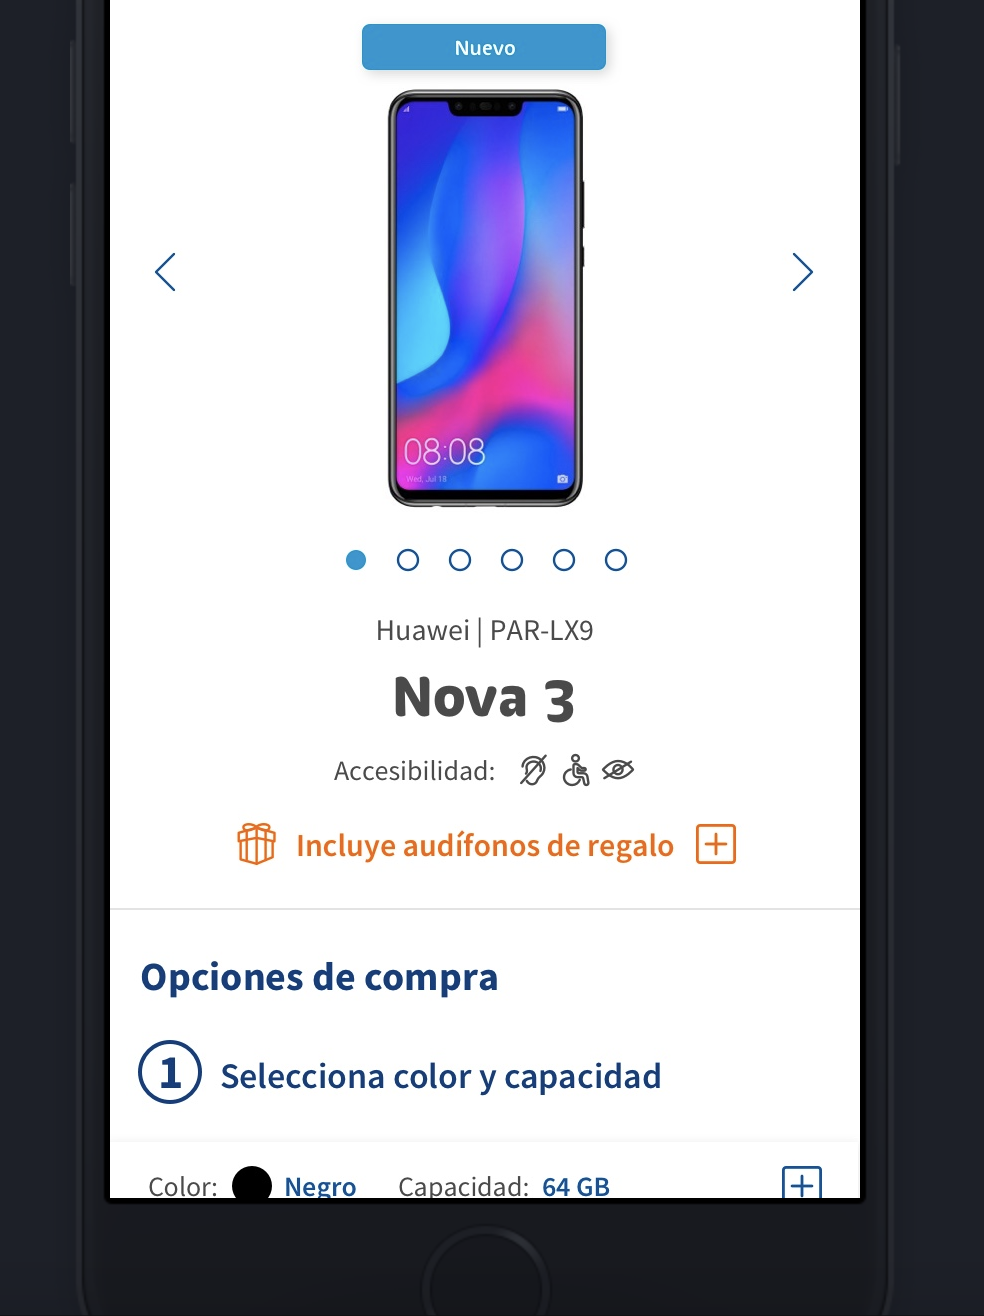 Nuevo
08:08
Wed, Jul 18
Huawei | PAR-LX9
Nova 3
Accesibilidad:
Incluye audífonos de regalo
Opciones de compra
1 Selecciona color y capacidad
Color: Negro Capacidad: 64 GB